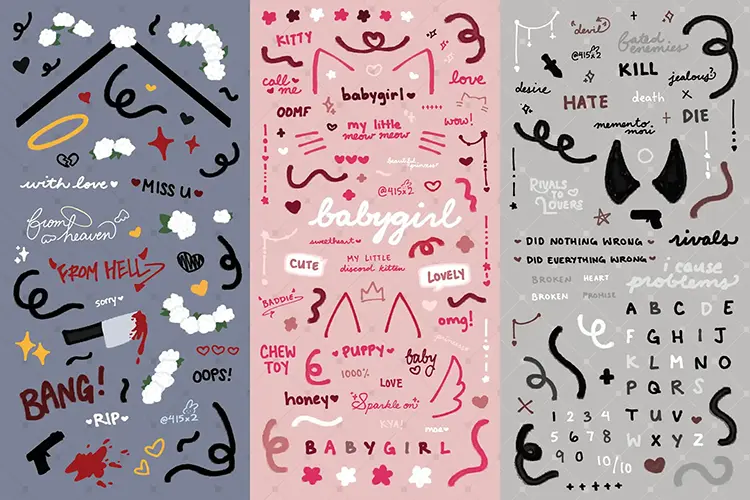 with love
MISS U
from heaven
FROM HELL
sorry
BANG!
OOPS!
RIP
@415x2
KITTY
call me
love
babygirl
OOMF
my little
meow meow
wow!
beautiful princess!
@415x2
babygirl
sweetheart
MY LITTLE
discord kitten
CUTE
LOVELY
BADDIE
omg!
CHEW
TOY
PUPPY
baby
1000%
LOVE
honey
Sparkle on
KYA!
mae
BABYGIRL
devil
fated
enemies
@415x2
KILL
jealous?
desire
HATE
death
+ DIE
memento
mori
RIVALS
TO
LOVERS
DID NOTHING WRONG
rivals
DID EVERYTHING WRONG
i cause
problems
BROKEN HEART
BROKEN PROMISE
A B C D E
F G H I J
K L M N O
P Q R S
T U V
W X Y Z
1 2 3 4
5 6 7 8
9 0 10/10